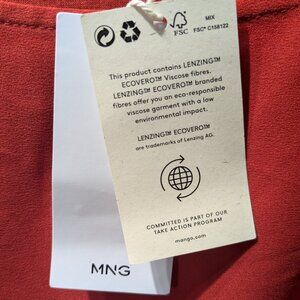 FSC
MIX
FSC® C158122
This product contains LENZING™
ECOVERO™ Viscose fibres.
LENZING™ ECOVERO™ branded
fibres offer you an eco-responsible
viscose garment with a low
environmental impact.
LENZING™ ECOVERO™
are trademarks of Lenzing AG.
COMMITTED IS PART OF OUR
TAKE ACTION PROGRAM
mango.com
MNG